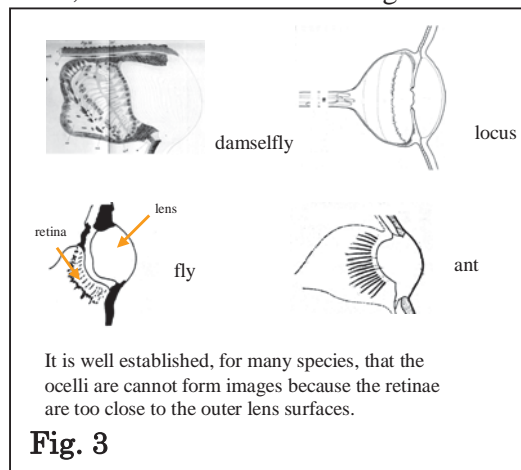 damselfly
locus
lens
retina
fly
ant
It is well established, for many species, that the
ocelli are cannot form images because the retinae
are too close to the outer lens surfaces.
Fig. 3